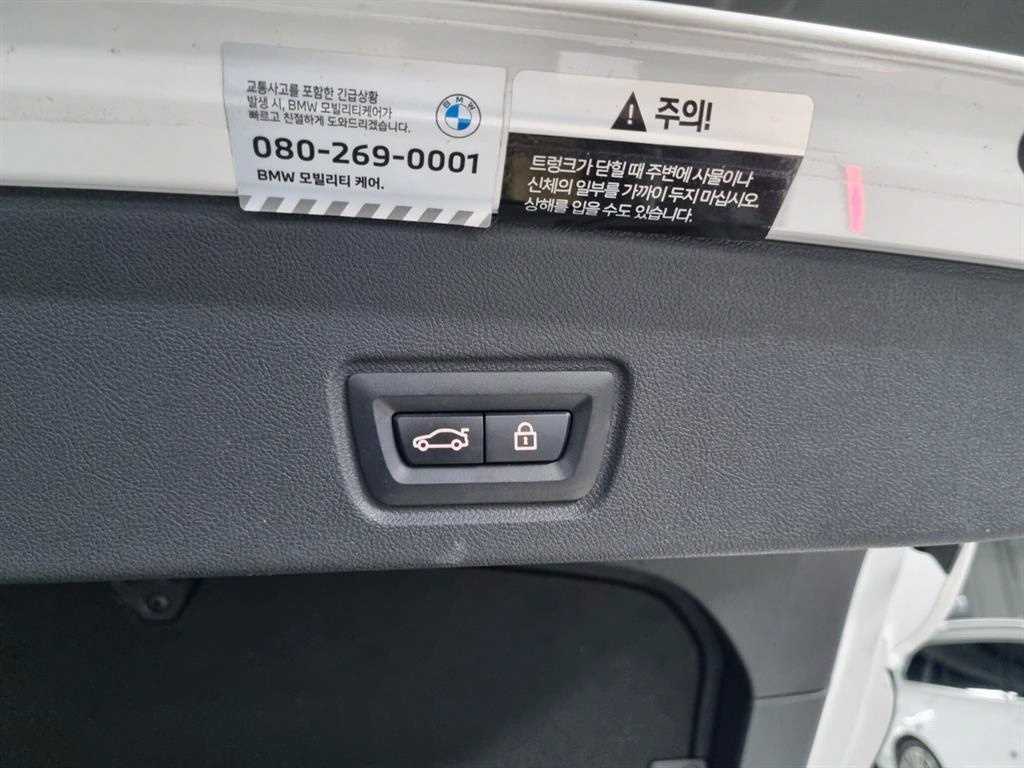 교통사고를 포함한 긴급상황
발생 시, BMW 모빌리티케어가
빠르고 친절하게 도와드리겠습니다.
BMW
080-269-0001
BMW 모빌리티 케어.
주의!
트렁크가 닫힐 때 주변에 사물이나
신체의 일부를 가까이 두지 마십시오.
상해를 입을 수도 있습니다.